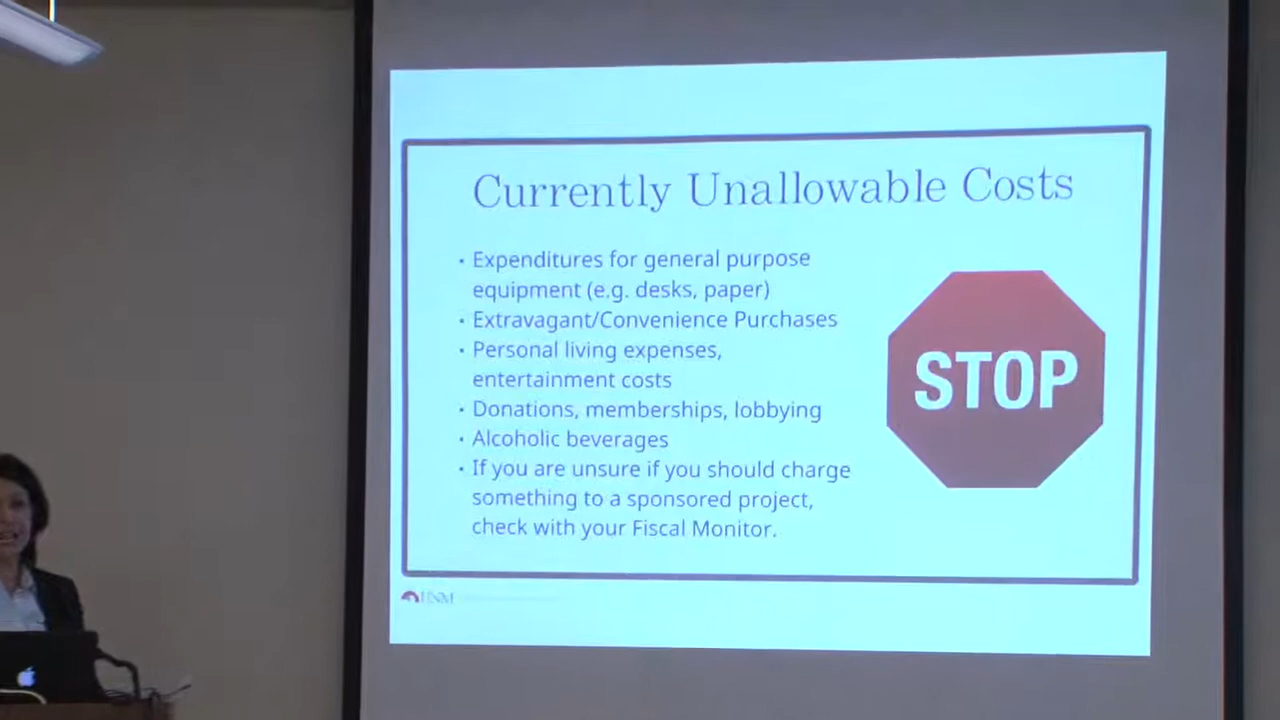 Currently Unallowable Costs
• Expenditures for general purpose
equipment (e.g. desks, paper)
• Extravagant/Convenience Purchases
• Personal living expenses,
entertainment costs
• Donations, memberships, lobbying
• Alcoholic beverages
• If you are unsure if you should charge
something to a sponsored project,
check with your Fiscal Monitor.
STOP
UNM